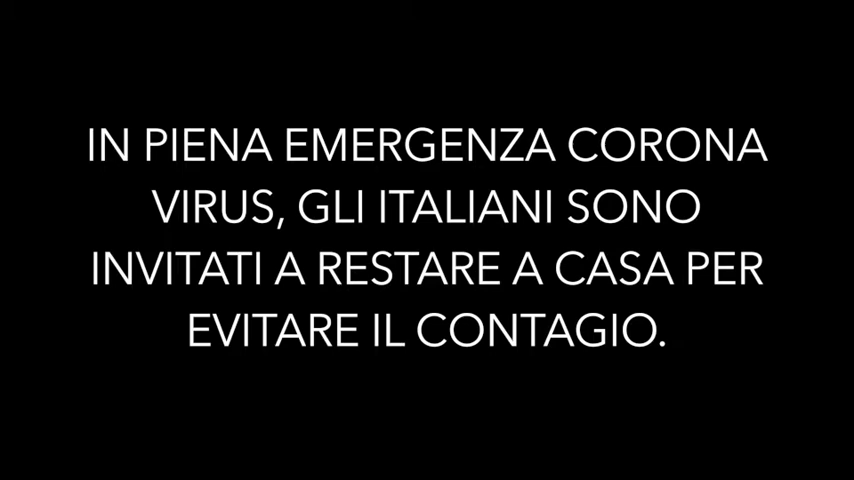 IN PIENA EMERGENZA CORONA
VIRUS, GLI ITALIANI SONO
INVITATI A RESTARE A CASA PER
EVITARE IL CONTAGIO.